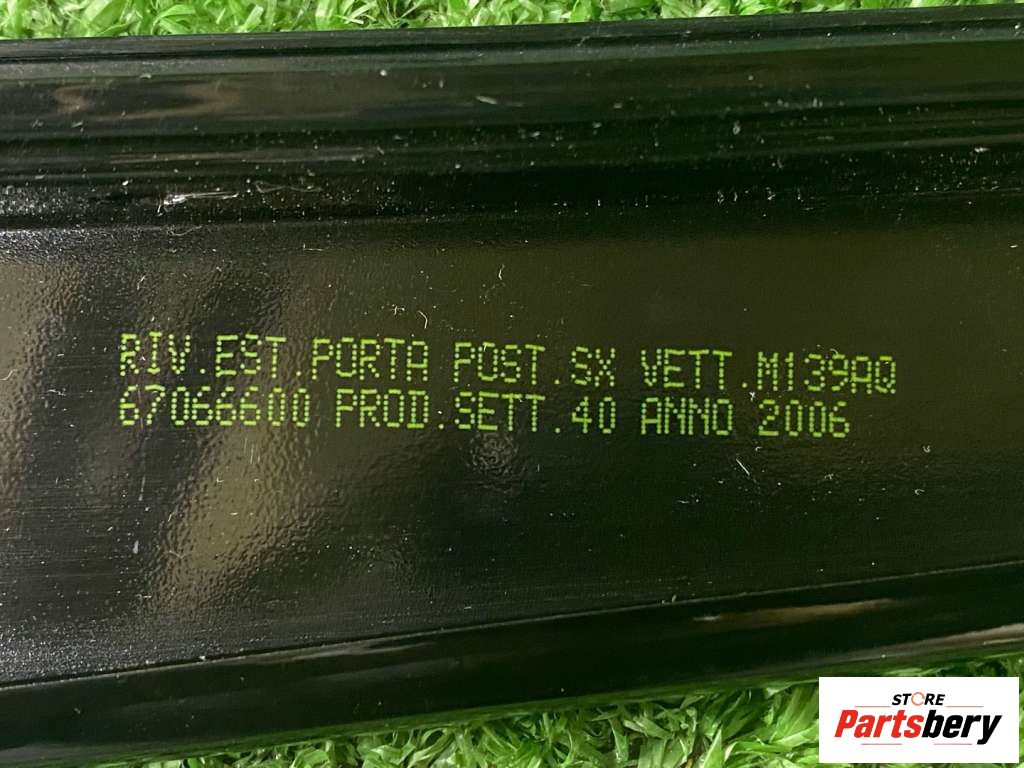 RIV.EST.PORTA POST.SX VETT.M139AQ
67066600 PROD.SETT.40 ANNO 2006
STORE
Partsbery